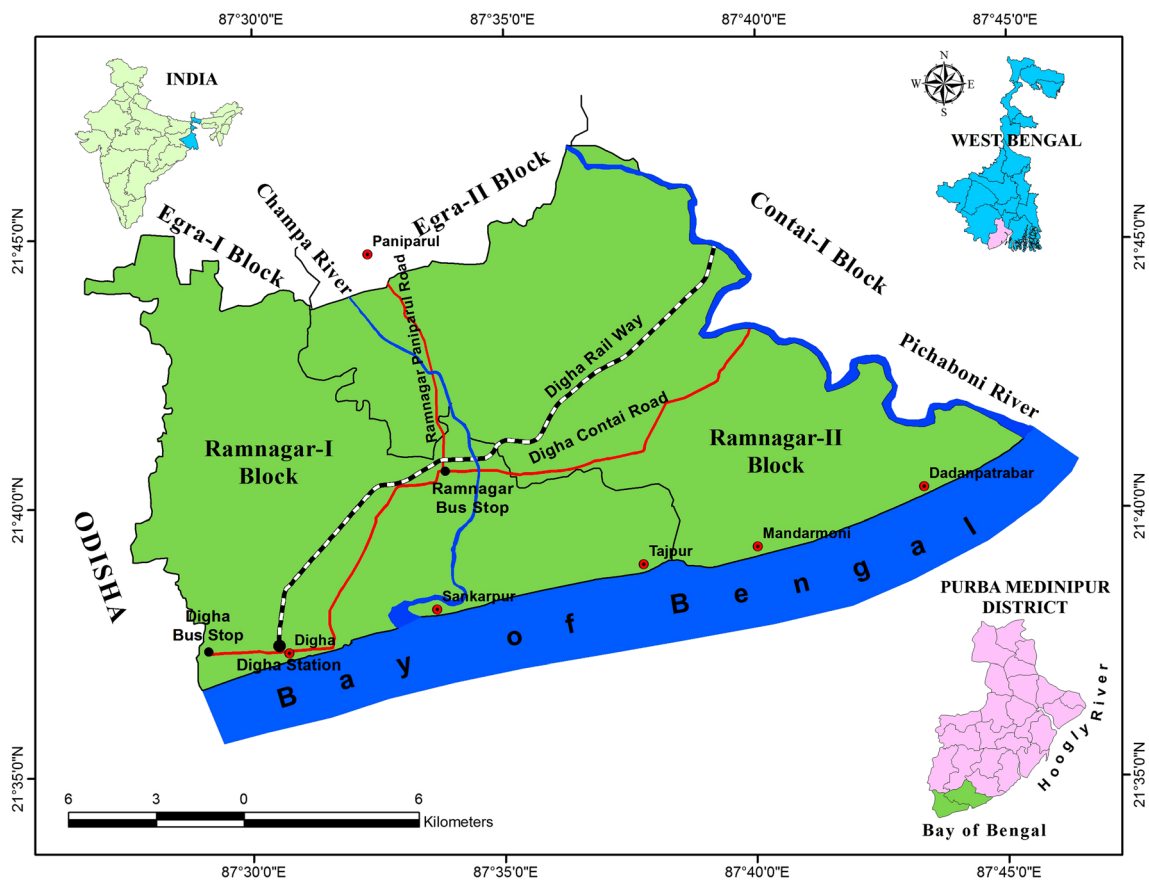 87°30'0"E
87°35'0"E
87°40'0"E
87°45'0"E
INDIA
N
W
E
S
WEST BENGAL
21°45'0"N
21°45'0"N
Egra-I Block
Champa River
Egra-II Block
Paniparul
Contai-I Block
Ramnagar Paniparul Road
Digha Rail Way
Pichaboni River
Digha Contai Road
Ramnagar-I
Block
Ramnagar-II
Block
Ramnagar
Bus Stop
Dadanpatrabar
21°40'0"N
21°40'0"N
ODISHA
Mandarmoni
Tajpur
Sankarpur
Digha
Bus Stop
Digha
Digha Station
Bay of Bengal
PURBA MEDINIPUR
DISTRICT
Hoogly River
Bay of Bengal
21°35'0"N
21°35'0"N
6
3
0
6
Kilometers
87°30'0"E
87°35'0"E
87°40'0"E
87°45'0"E